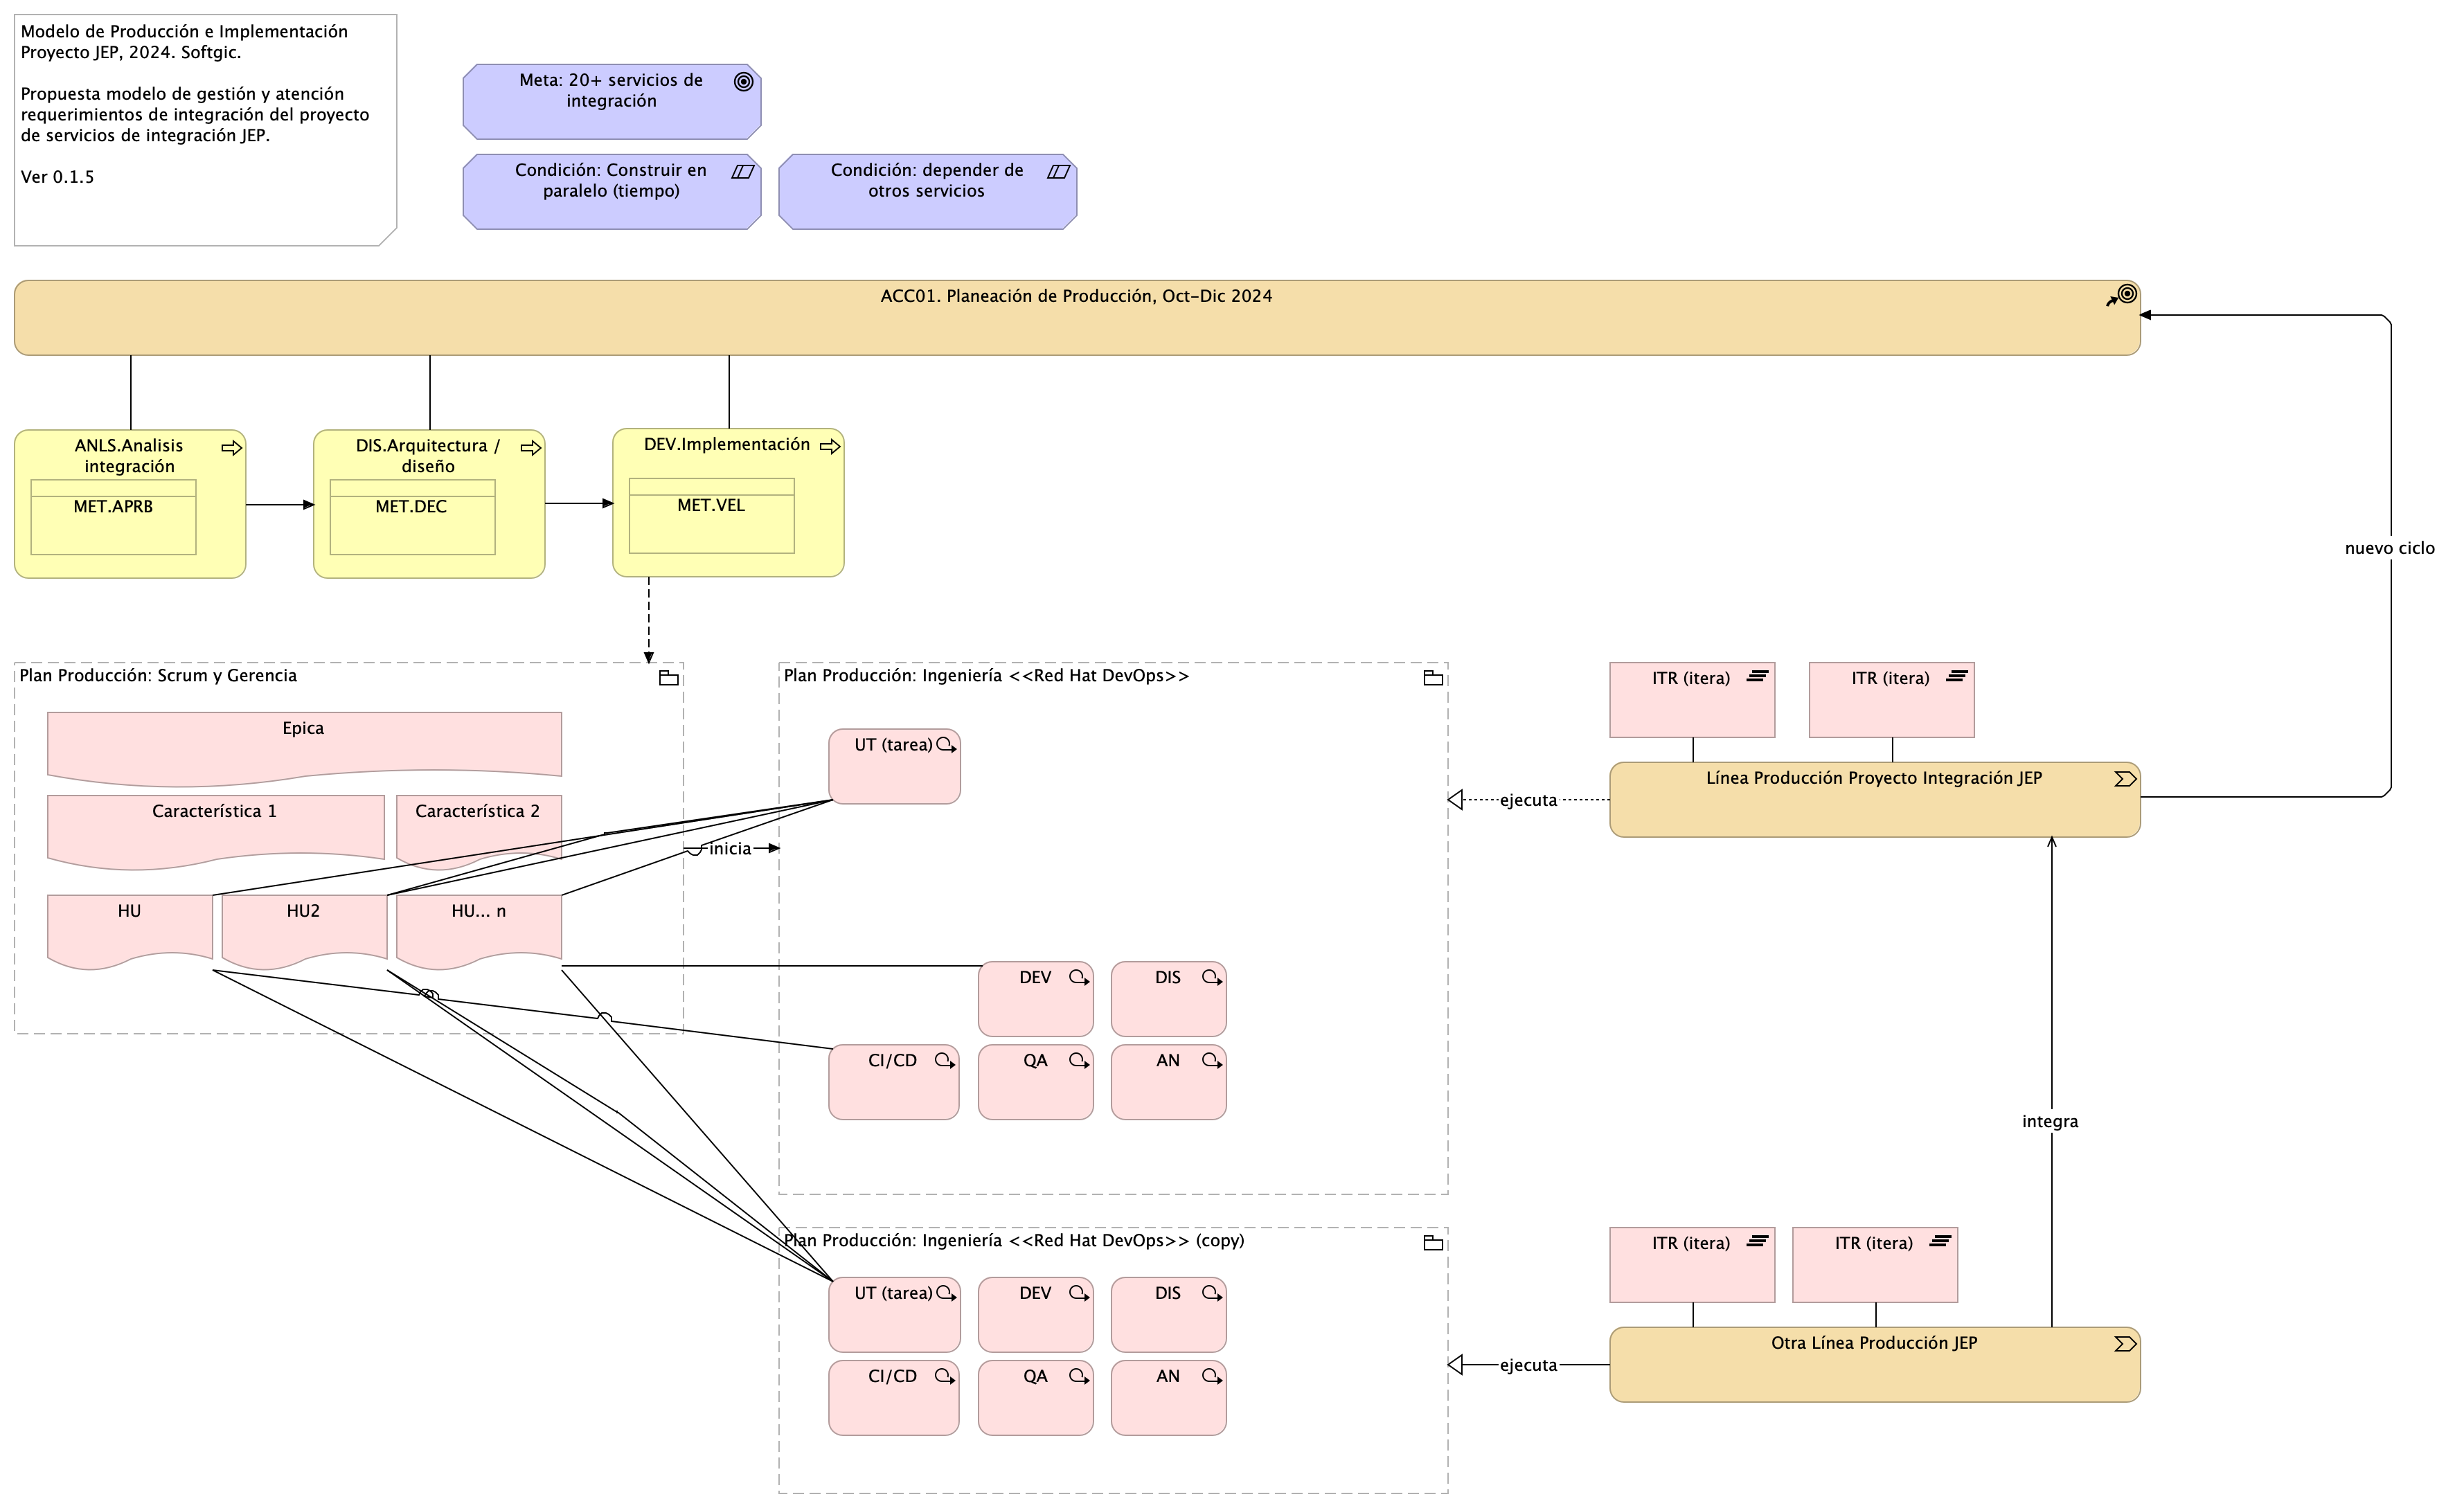 Modelo de Producción e Implementación
Proyecto JEP, 2024. Softgic.
Propuesta modelo de gestión y atención
requerimientos de integración del proyecto
de servicios de integración JEP.
Ver 0.1.5
Meta: 20+ servicios de
integración
Condición: Construir en
paralelo (tiempo)
Condición: depender de
otros servicios
ACC01. Planeación de Producción, Oct-Dic 2024
ANLS.Analisis
integración
MET.APRB
DIS.Arquitectura /
diseño
MET.DEC
DEV.Implementación
MET.VEL
nuevo ciclo
Plan Producción: Scrum y Gerencia
Epica
Característica 1
Característica 2
HU
HU2
HU... n
inicia
Plan Producción: Ingeniería <<Red Hat DevOps>>
UT (tarea)
DEV
DIS
CI/CD
QA
AN
ejecuta
ITR (itera)
ITR (itera)
Línea Producción Proyecto Integración JEP
integra
Plan Producción: Ingeniería <<Red Hat DevOps>> (copy)
UT (tarea)
DEV
DIS
CI/CD
QA
AN
ejecuta
ITR (itera)
ITR (itera)
Otra Línea Producción JEP